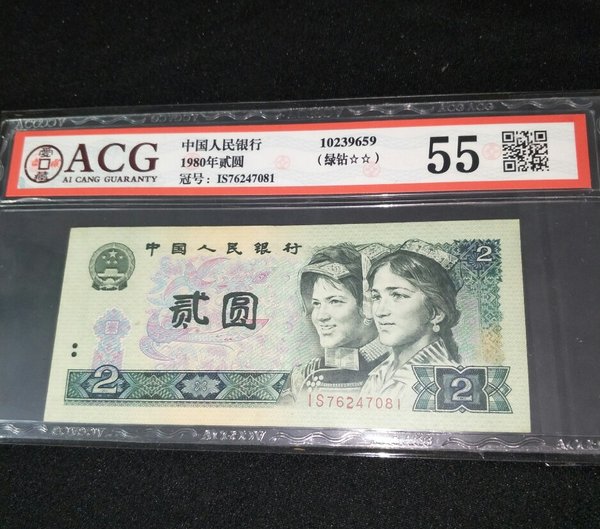 ACG
AI CANG GUARANTY
中国人民银行
1980年贰圆
冠号：IS76247081
10239659
（绿钻☆☆）
55
中国人民银行
2
贰圆
2
IS76247081
2